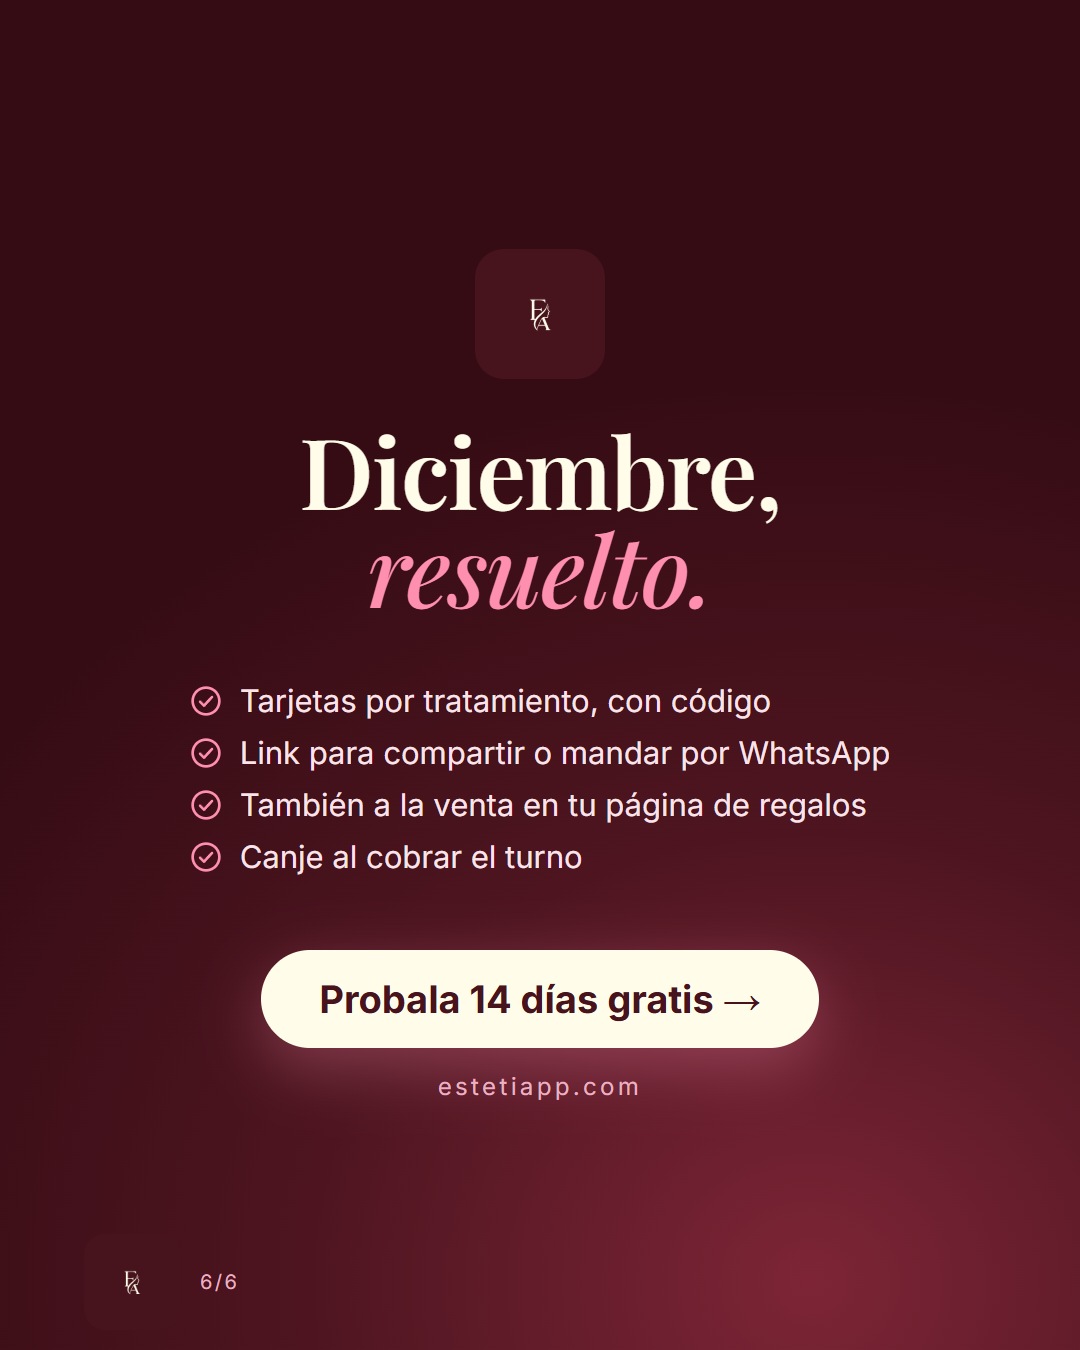 Diciembre,
resuelto.
Tarjetas por tratamiento, con código
Link para compartir o mandar por WhatsApp
También a la venta en tu página de regalos
Canje al cobrar el turno
Probala 14 días gratis →
estetiapp.com
6/6